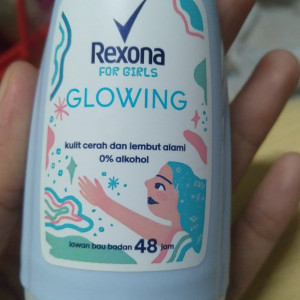 Rexona
FOR GIRLS
GLOWING
kulit cerah dan lembut alami
0% alkohol
lawan bau badan 48 jam